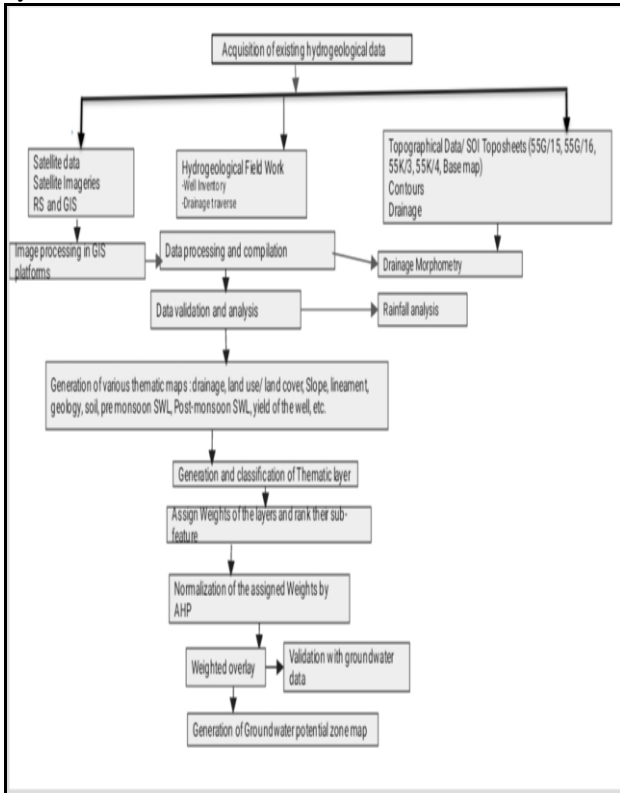 Acquisition of existing hydrogeological data
Satellite data
Satellite Imageries
RS and GIS
Hydrogeological Field Work
-Well Inventory
-Drainage traverse
Topographical Data/ SOI Toposheets (55G/15, 55G/16,
55K/3, 55K/4, Base map)
Contours
Drainage
Image processing in GIS
platforms
Data processing and compilation
Drainage Morphometry
Data validation and analysis
Rainfall analysis
Generation of various thematic maps : drainage, land use/ land cover, Slope, lineament,
geology, soil, pre monsoon SWL, Post-monsoon SWL, yield of the well, etc.
Generation and classification of Thematic layer
Assign Weights of the layers and rank their sub-
feature
Normalization of the assigned Weights by
AHP
Weighted overlay
Validation with groundwater
data
Generation of Groundwater potential zone map